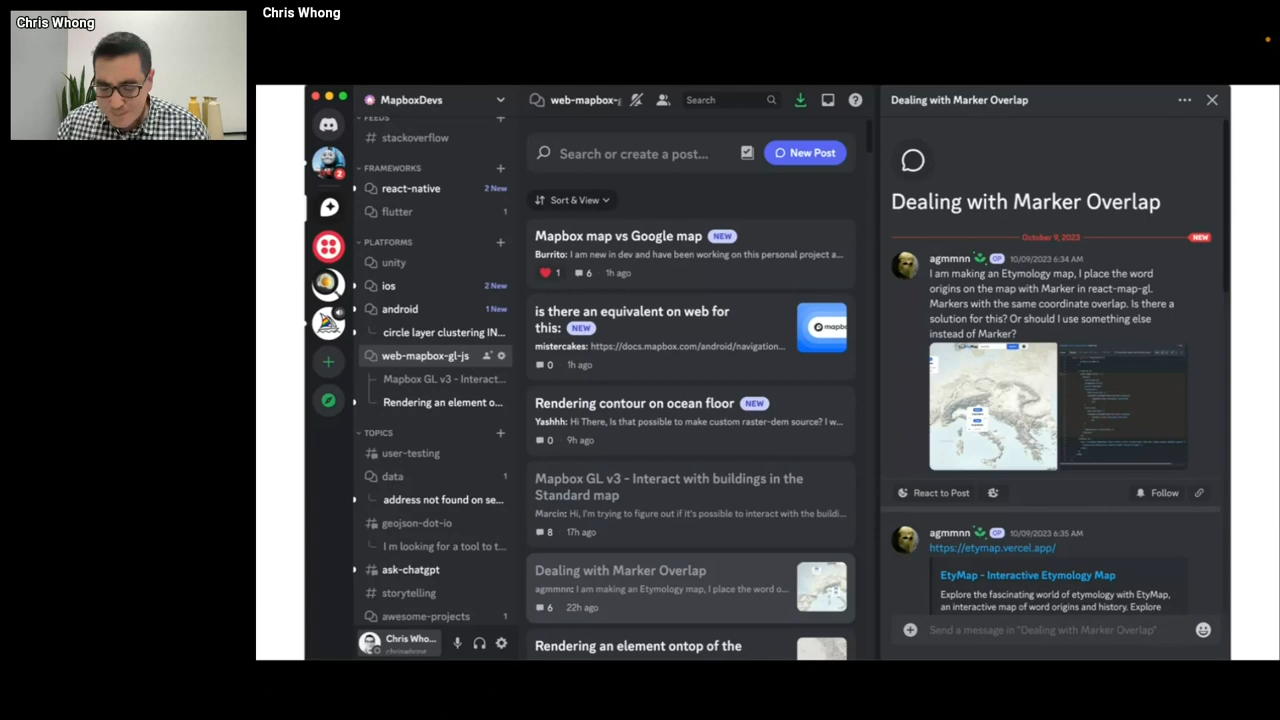 Chris Whong
Chris Whong
MapboxDevs
FEEDS
stackoverflow
FRAMEWORKS
react-native 2 New
flutter 1
PLATFORMS
unity
ios 2 New
android 1 New
circle layer clustering IN...
web-mapbox-gl-js
Mapbox GL v3 - Interact...
Rendering an element o...
TOPICS
user-testing
data 1
address not found on se...
geojson-dot-io
I m looking for a tool to t...
ask-chatgpt
storytelling
awesome-projects
Chris Who...
chriswhong
2
web-mapbox-g
Search
Search or create a post...
New Post
Sort & View
Mapbox map vs Google map NEW
Burrito: I am new in dev and have been working on this personal project a...
1 6 1h ago
is there an equivalent on web for
this: NEW
mistercakes: https://docs.mapbox.com/android/navigation...
0 1h ago
mapbo
Rendering contour on ocean floor NEW
Yashhh: Hi There, Is that possible to make custom raster-dem source? I w...
0 9h ago
Mapbox GL v3 - Interact with buildings in the
Standard map
Marcin: Hi, I'm trying to figure out if it's possible to interact with the buildi...
8 17h ago
Dealing with Marker Overlap
agmmnn: I am making an Etymology map, I place the word o...
6 22h ago
Rendering an element ontop of the
Dealing with Marker Overlap
Dealing with Marker Overlap
October 9, 2023 NEW
agmmnn OP 10/09/2023 6:34 AM
I am making an Etymology map, I place the word
origins on the map with Marker in react-map-gl.
Markers with the same coordinate overlap. Is there a
solution for this? Or should I use something else
instead of Marker?
React to Post
Follow
agmmnn OP 10/09/2023 6:35 AM
https://etymap.vercel.app/
EtyMap - Interactive Etymology Map
Explore the fascinating world of etymology with EtyMap,
an interactive map of word origins and history. Explore
Send a message in "Dealing with Marker Overlap"